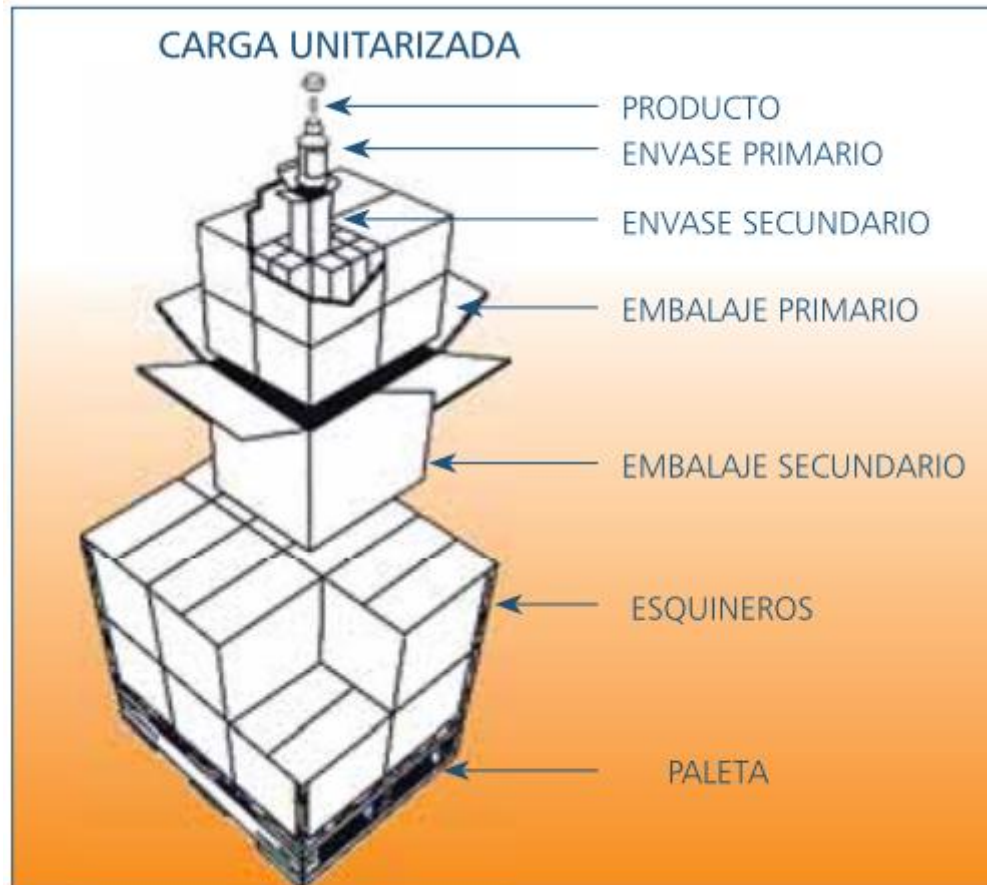 CARGA UNITARIZADA
PRODUCTO
ENVASE PRIMARIO
ENVASE SECUNDARIO
EMBALAJE PRIMARIO
EMBALAJE SECUNDARIO
ESQUINEROS
PALETA